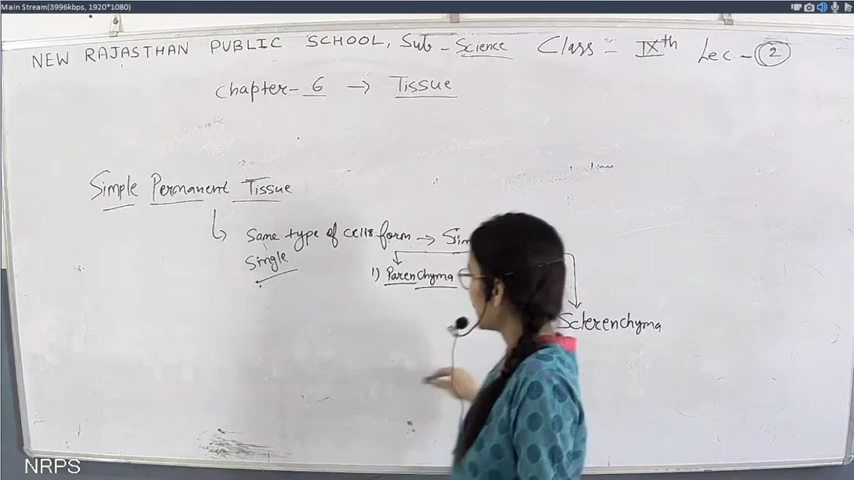 Main Stream(3996kbps, 1920*1080)
NEW RAJASTHAN PUBLIC SCHOOL, Sub - Science Class - IXth Lec - 2
Chapter - 6 → Tissue
Simple Permanent Tissue
Same type of cells form → Sim
Single
1) Parenchyma
Sclerenchyma
NRPS